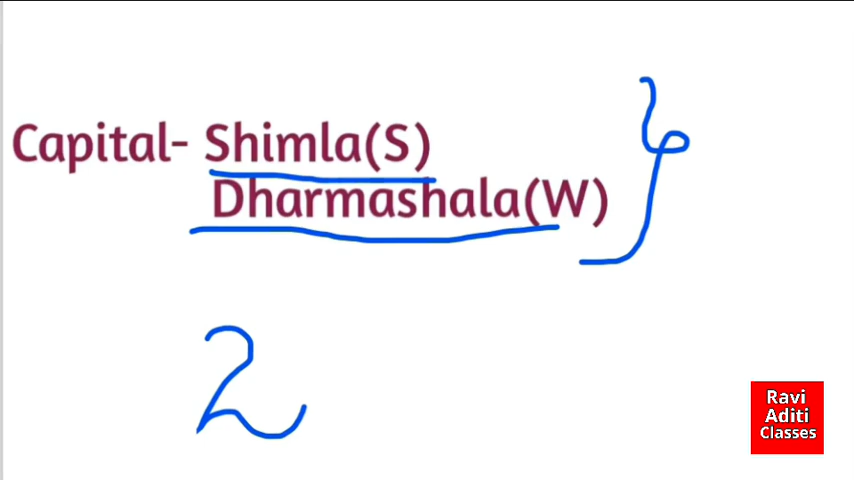 Capital- Shimla(S)
Dharmashala(W)
2
Ravi
Aditi
Classes